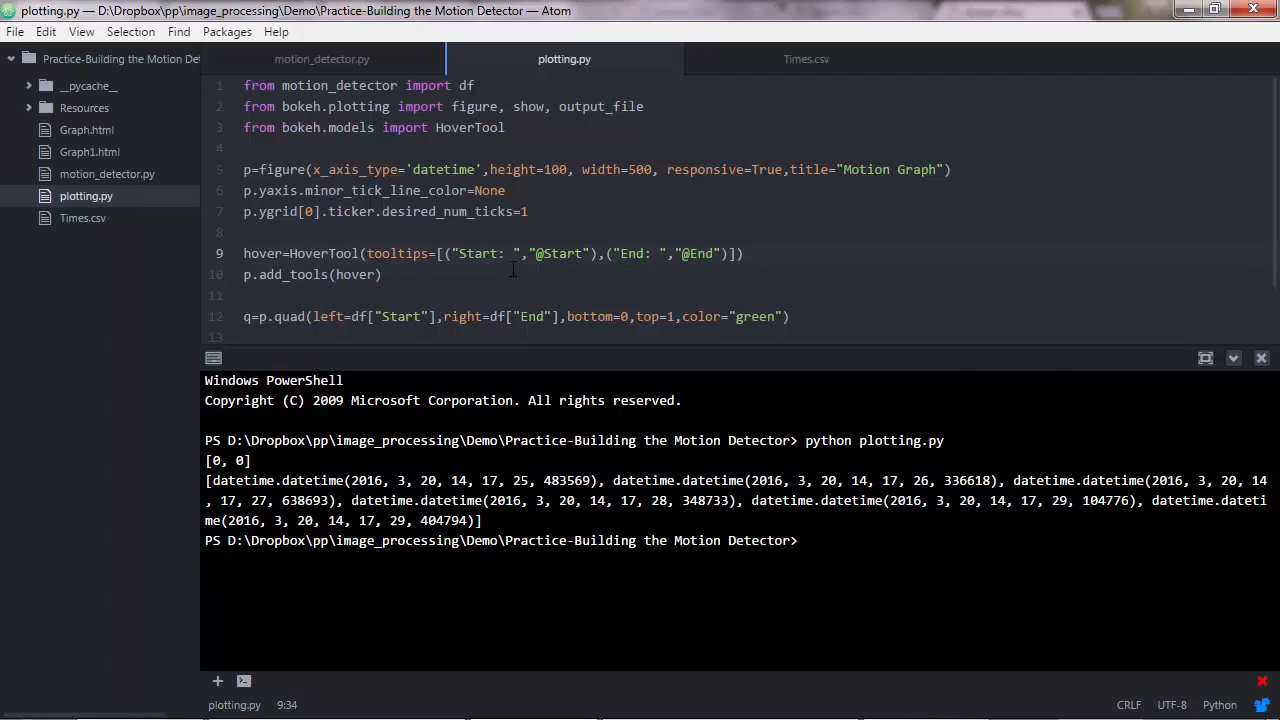 plotting.py — D:\Dropbox\pp\image_processing\Demo\Practice-Building the Motion Detector — Atom
File Edit View Selection Find Packages Help
Practice-Building the Motion Det
__pycache__
Resources
Graph.html
Graph1.html
motion_detector.py
plotting.py
Times.csv
motion_detector.py plotting.py Times.csv
1 from motion_detector import df
2 from bokeh.plotting import figure, show, output_file
3 from bokeh.models import HoverTool
4
5 p=figure(x_axis_type='datetime',height=100, width=500, responsive=True,title="Motion Graph")
6 p.yaxis.minor_tick_line_color=None
7 p.ygrid[0].ticker.desired_num_ticks=1
8
9 hover=HoverTool(tooltips=[("Start: ","@Start"),("End: ","@End")])
10 p.add_tools(hover)
11
12 q=p.quad(left=df["Start"],right=df["End"],bottom=0,top=1,color="green")
13
Windows PowerShell
Copyright (C) 2009 Microsoft Corporation. All rights reserved.
PS D:\Dropbox\pp\image_processing\Demo\Practice-Building the Motion Detector> python plotting.py
[0, 0]
[datetime.datetime(2016, 3, 20, 14, 17, 25, 483569), datetime.datetime(2016, 3, 20, 14, 17, 26, 336618), datetime.datetime(2016, 3, 20, 14
, 17, 27, 638693), datetime.datetime(2016, 3, 20, 14, 17, 28, 348733), datetime.datetime(2016, 3, 20, 14, 17, 29, 104776), datetime.dateti
me(2016, 3, 20, 14, 17, 29, 404794)]
PS D:\Dropbox\pp\image_processing\Demo\Practice-Building the Motion Detector>
plotting.py 9:34 CRLF UTF-8 Python